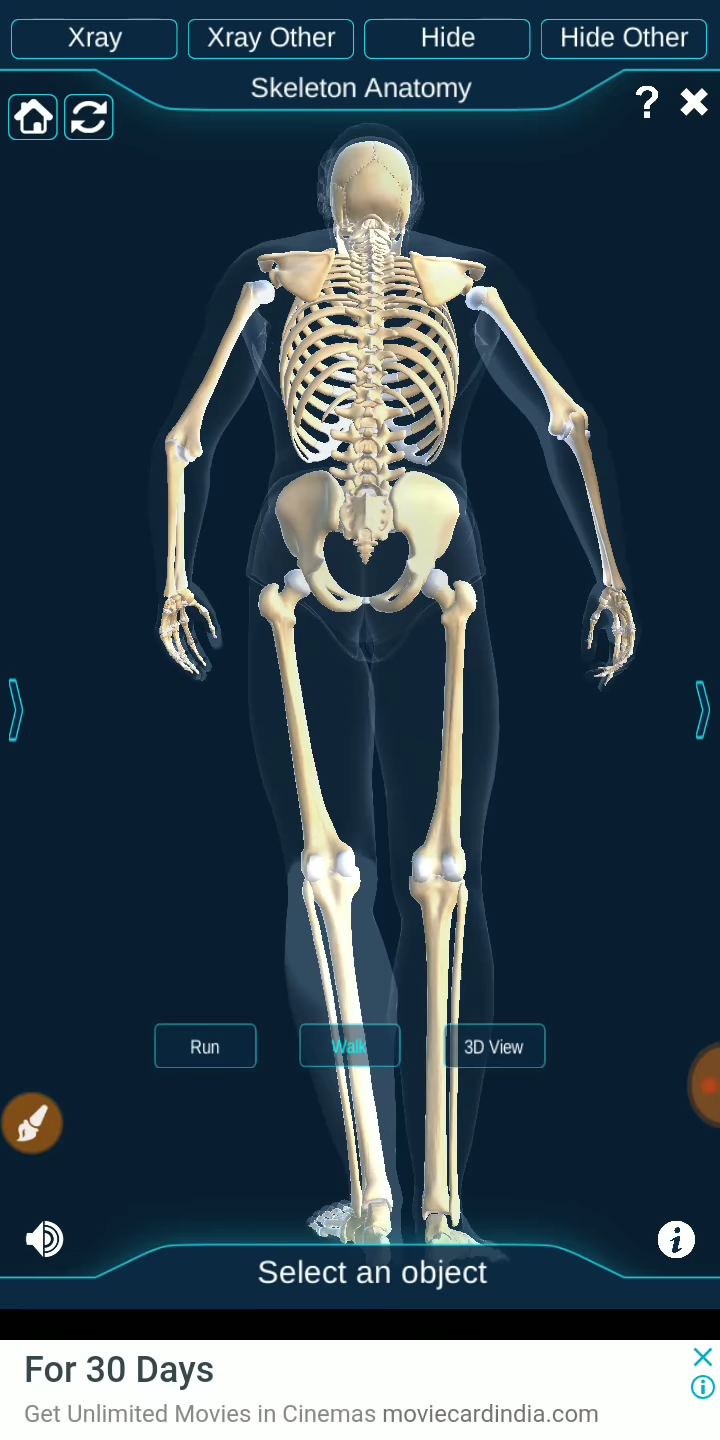 Xray
Xray Other
Hide
Hide Other
Skeleton Anatomy
?
Run
Walk
3D View
i
Select an object
For 30 Days
Get Unlimited Movies in Cinemas moviecardindia.com